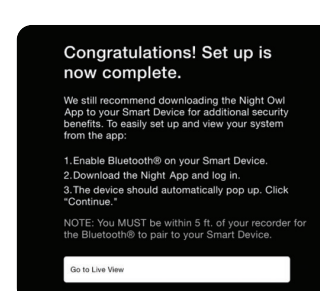 Congratulations! Set up is
now complete.
We still recommend downloading the Night Owl
App to your Smart Device for additional security
benefits. To easily set up and view your system
from the app:
1.Enable Bluetooth® on your Smart Device.
2.Download the Night App and log in.
3.The device should automatically pop up. Click
“Continue."
NOTE: You MUST be within 5 ft. of your recorder for
the Bluetooth® to pair to your Smart Device.
Go to Live View